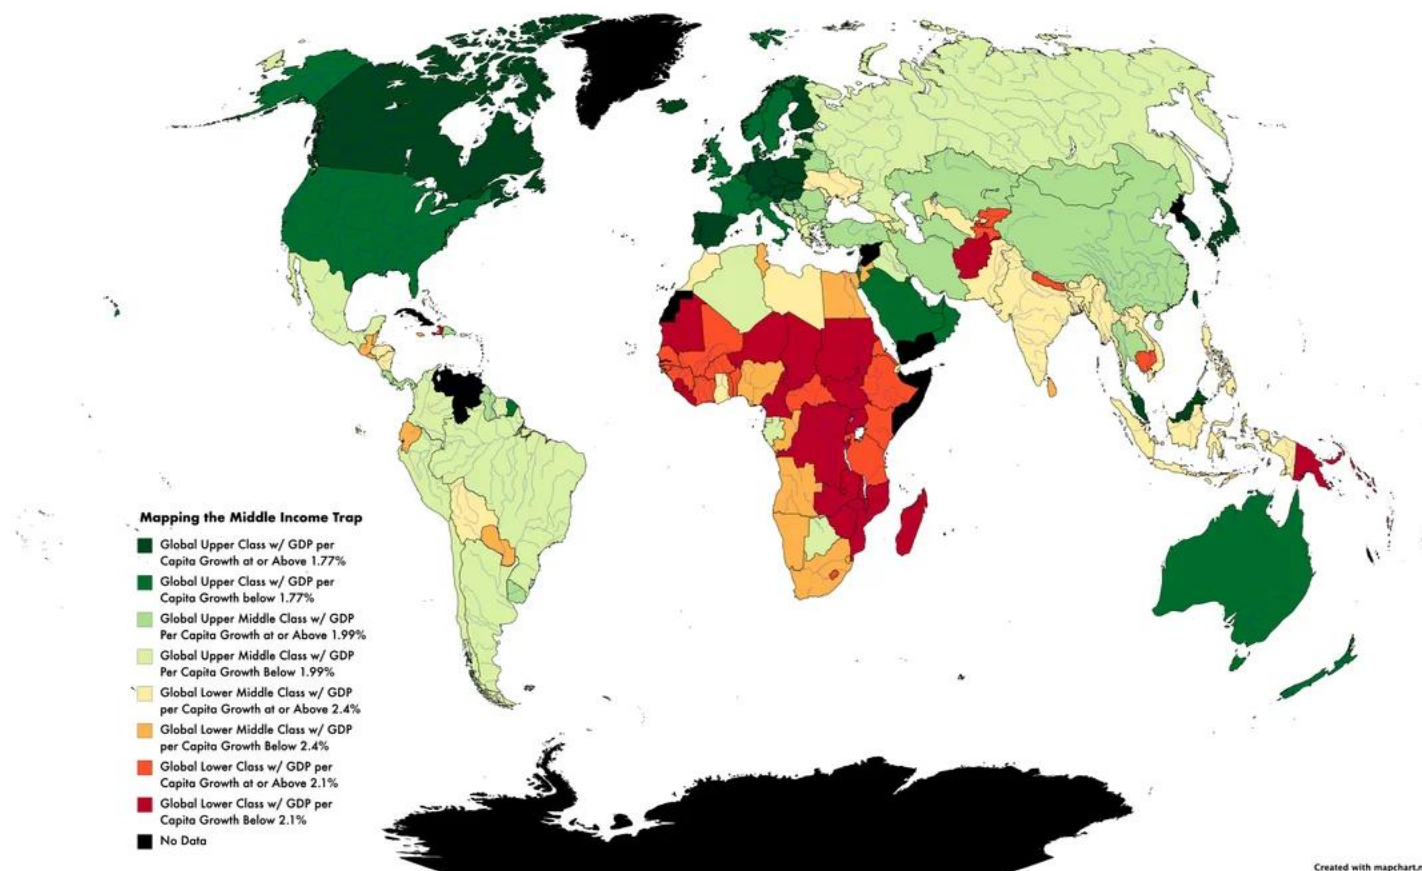 Mapping the Middle Income Trap
Global Upper Class w/ GDP per
Capita Growth at or Above 1.77%
Global Upper Class w/ GDP per
Capita Growth below 1.77%
Global Upper Middle Class w/ GDP
Per Capita Growth at or Above 1.99%
Global Upper Middle Class w/ GDP
Per Capita Growth Below 1.99%
Global Lower Middle Class w/ GDP
per Capita Growth at or Above 2.4%
Global Lower Middle Class w/ GDP
per Capita Growth Below 2.4%
Global Lower Class w/ GDP per
Capita Growth at or Above 2.1%
Global Lower Class w/ GDP per
Capita Growth Below 2.1%
No Data
Created with mapchart.n